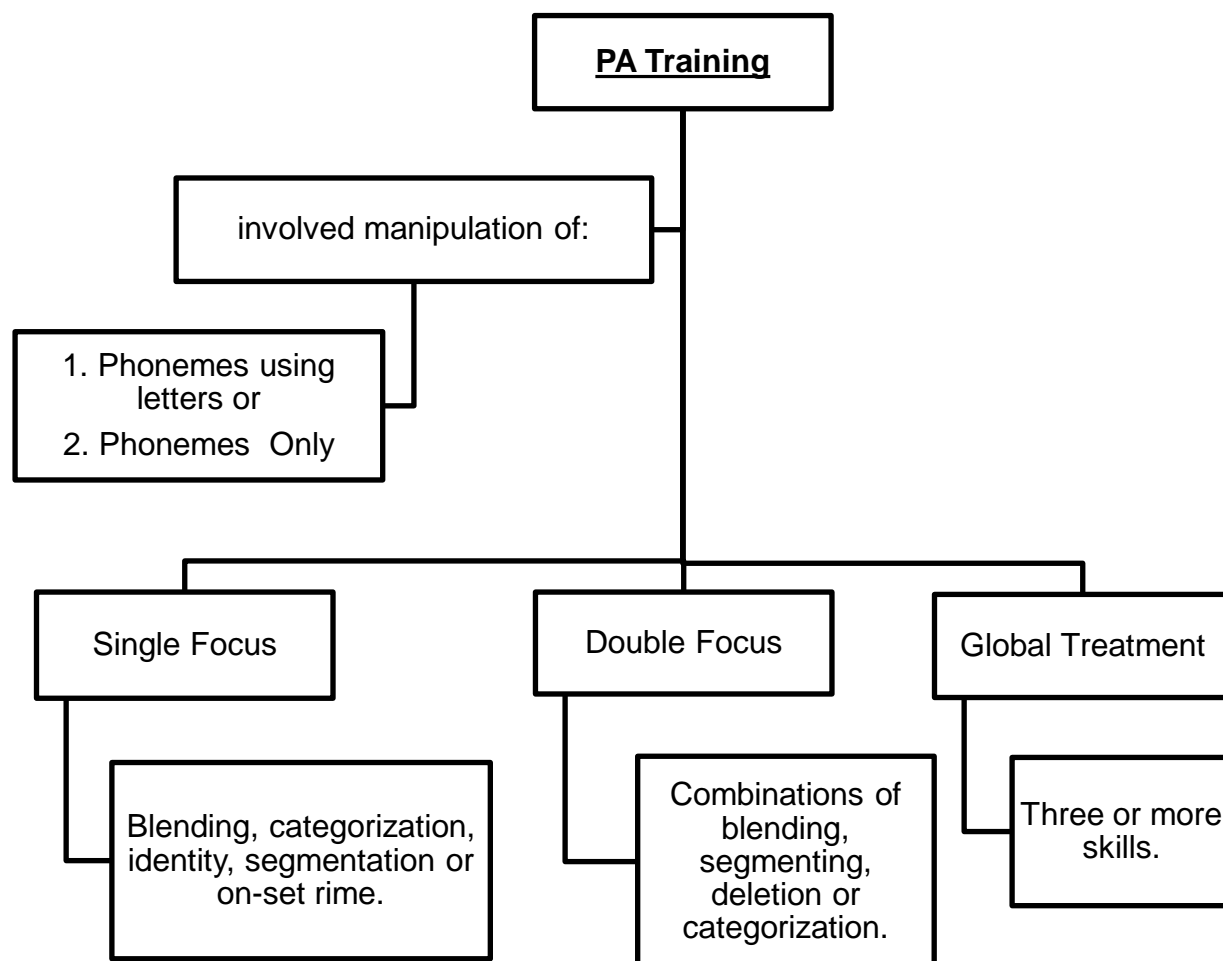 PA Training
involved manipulation of:
1. Phonemes using
letters or
2. Phonemes Only
Single Focus
Double Focus
Global Treatment
Blending, categorization,
identity, segmentation or
on-set rime.
Combinations of
blending,
segmenting,
deletion or
categorization.
Three or more
skills.